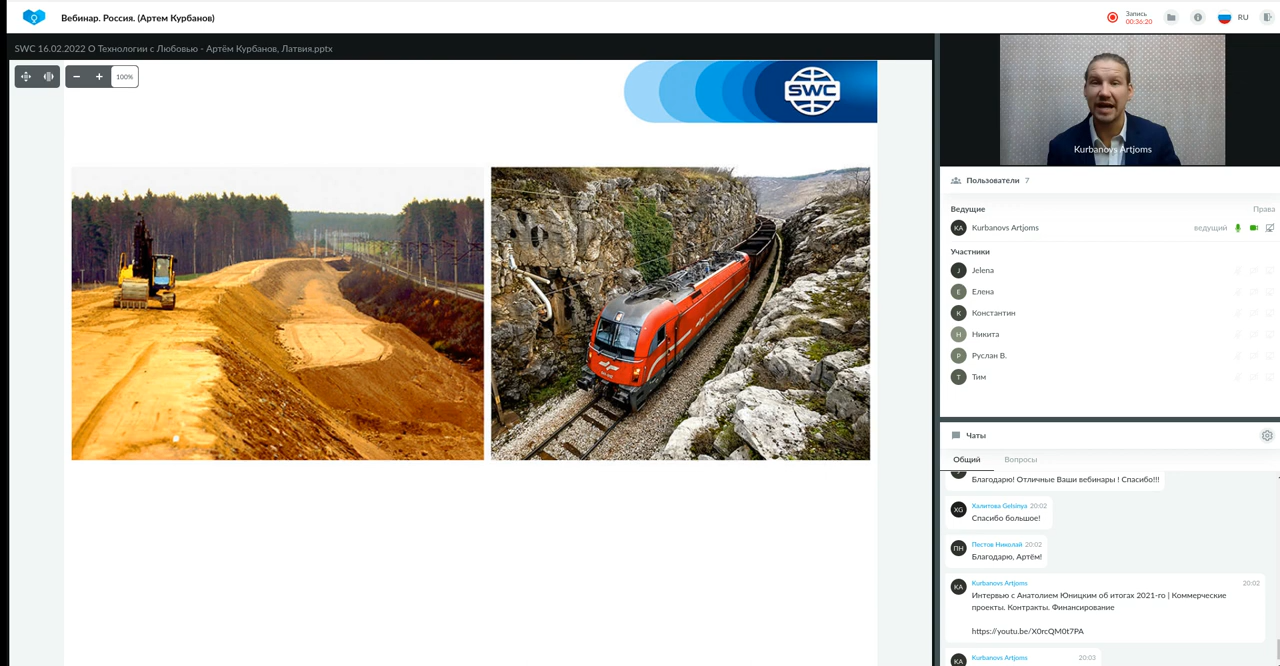 Вебинар. Россия. (Артем Курбанов)
Запись
00:36:20
RU
SWC 16.02.2022 О Технологии с Любовью - Артём Курбанов, Латвия.pptx
100%
SWC
Kurbanovs Artjoms
Пользователи 7
Ведущие
Права
KA Kurbanovs Artjoms
ведущий
Участники
J Jelena
Е Елена
К Константин
Н Никита
Р Руслан В.
Т Тим
Чаты
Общий
Вопросы
Благодарю! Отличные Ваши вебинары ! Спасибо!!!
XG Халитова Gelsinya 20:02
Спасибо большое!
ПН Пестов Николай 20:02
Благодарю, Артём!
KA Kurbanovs Artjoms 20:02
Интервью с Анатолием Юницким об итогах 2021-го | Коммерческие
проекты. Контракты. Финансирование
https://youtu.be/X0rcQM0t7PA
KA Kurbanovs Artjoms 20:03